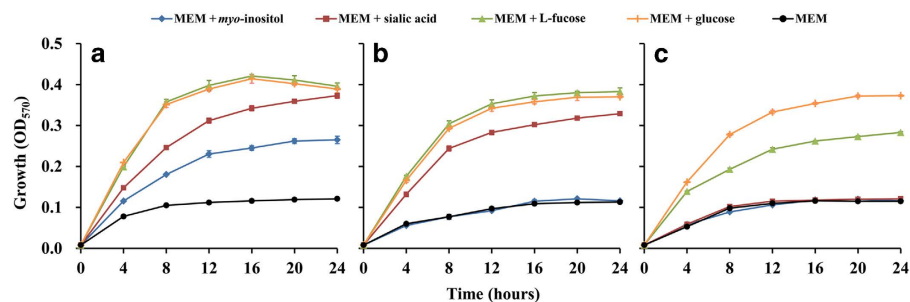 MEM + myo-inositol MEM + sialic acid MEM + L-fucose MEM + glucose MEM
a b c
0.5
0.4
0.3
0.2
0.1
0.0
Growth (OD570)
0 4 8 12 16 20 24 0 4 8 12 16 20 24 0 4 8 12 16 20 24
Time (hours)